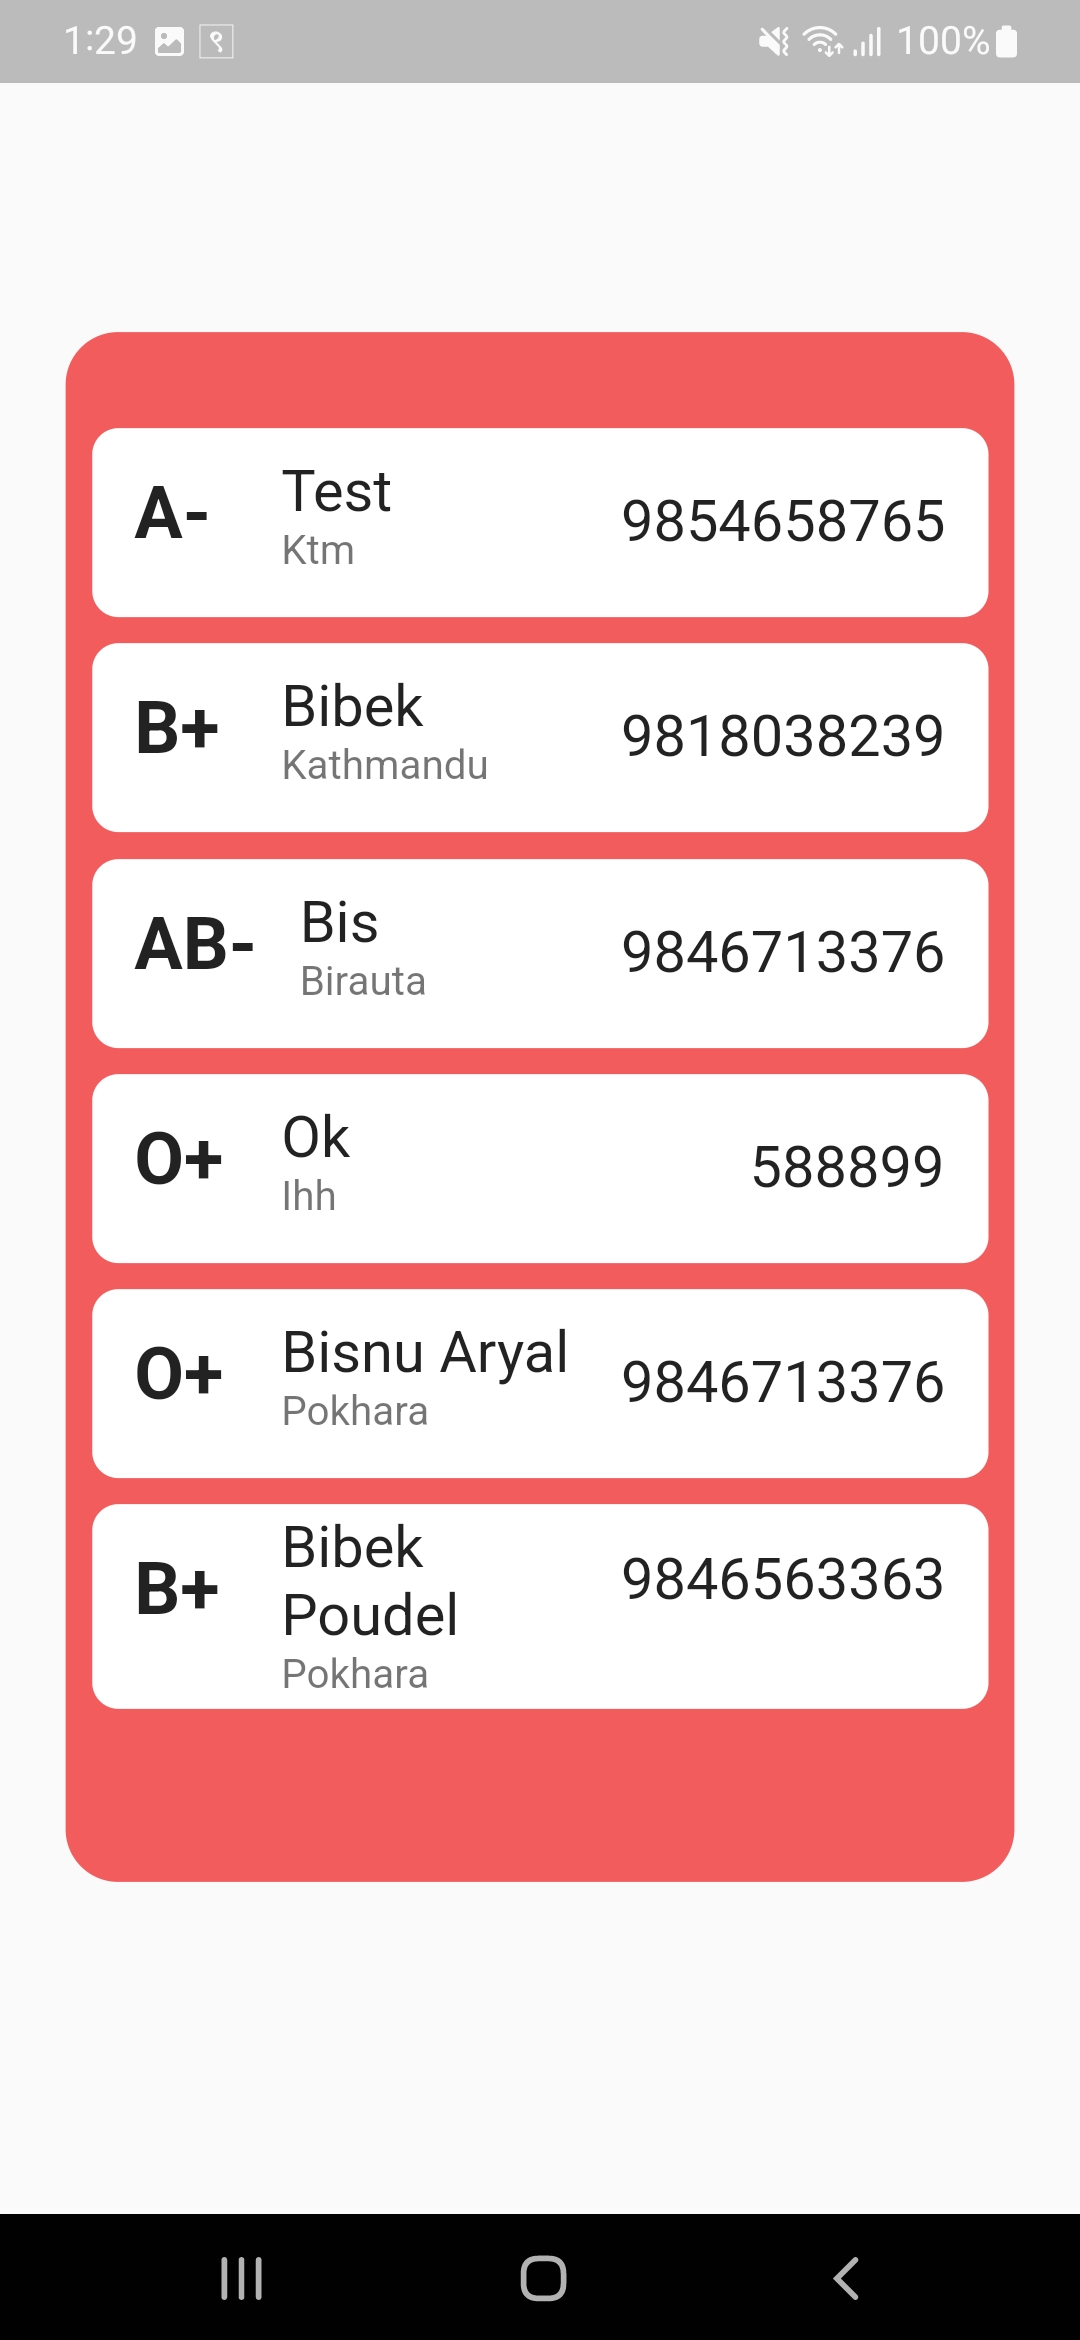 1:29 १ 100%
A- Test 9854658765
Ktm
B+ Bibek 9818038239
Kathmandu
AB- Bis 9846713376
Birauta
O+ Ok 588899
Ihh
O+ Bisnu Aryal 9846713376
Pokhara
B+ Bibek 9846563363
Poudel
Pokhara